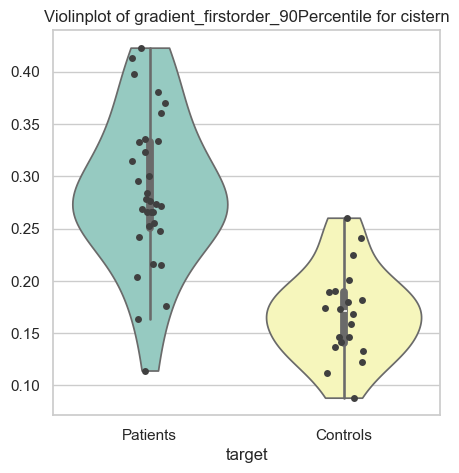 Violinplot of gradient_firstorder_90Percentile for cistern
0.40
0.35
0.30
0.25
0.20
0.15
0.10
Patients
Controls
target